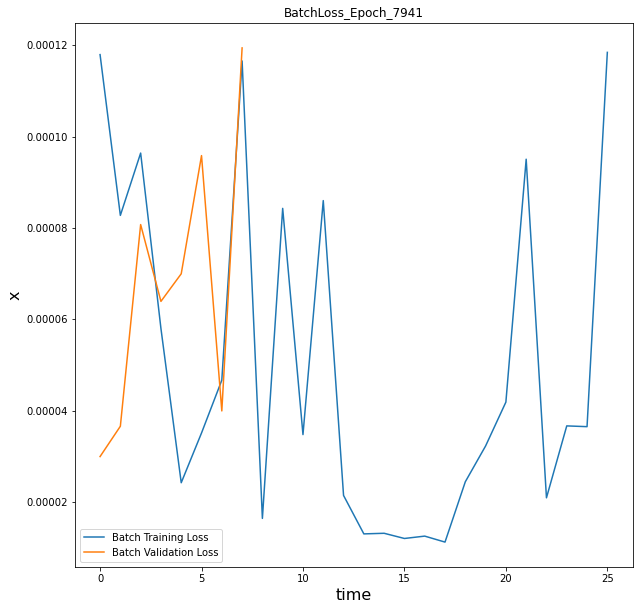 BatchLoss_Epoch_7941
0.00012
0.00010
0.00008
0.00006
0.00004
0.00002
x
Batch Training Loss
Batch Validation Loss
0 5 10 15 20 25
time